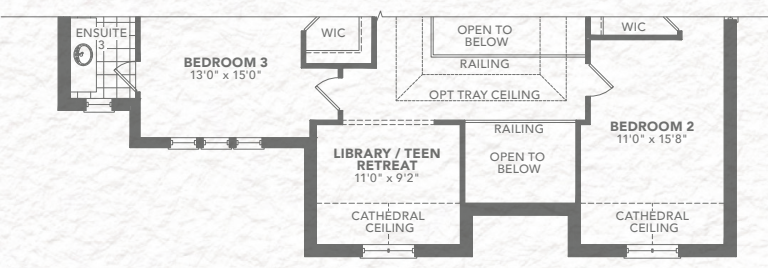 ENSUITE
3
BEDROOM 3
13'0" x 15'0"
WIC
OPEN TO
BELOW
RAILING
OPT TRAY CEILING
WIC
BEDROOM 2
11'0" x 15'8"
LIBRARY / TEEN
RETREAT
11'0" x 9'2"
RAILING
OPEN TO
BELOW
CATHEDRAL
CEILING
CATHEDRAL
CEILING